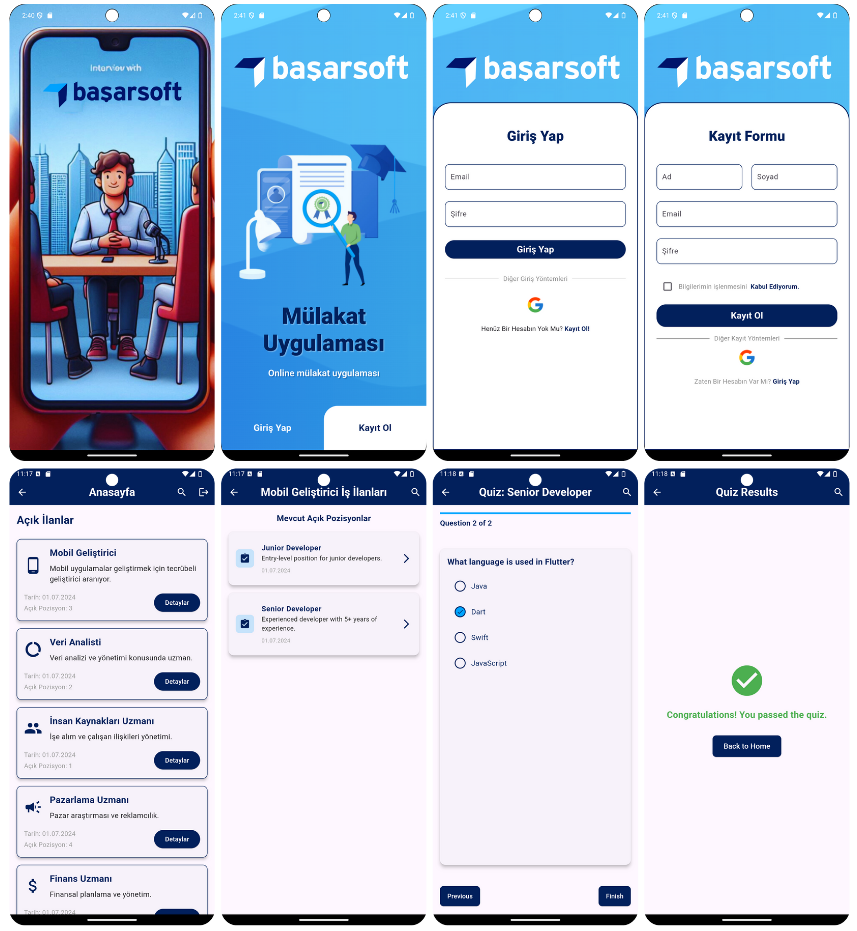 2:40
Interview with
başarsoft
2:41
başarsoft
Mülakat
Uygulaması
Online mülakat uygulaması
Giriş Yap
Kayıt Ol
2:41
başarsoft
Giriş Yap
Email
Şifre
Giriş Yap
Diğer Giriş Yöntemleri
Henüz Bir Hesabın Yok Mu? Kayıt Ol!
2:41
başarsoft
Kayıt Formu
Ad
Soyad
Email
Şifre
Bilgilerimin işlenmesini Kabul Ediyorum.
Kayıt Ol
Diğer Kayıt Yöntemleri
Zaten Bir Hesabın Var Mı? Giriş Yap
11:17
Anasayfa
Açık İlanlar
Mobil Geliştirici
Mobil uygulamalar geliştirmek için tecrübeli
geliştirici aranıyor.
Tarih: 01.07.2024
Açık Pozisyon: 3
Detaylar
Veri Analisti
Veri analizi ve yönetimi konusunda uzman.
Tarih: 01.07.2024
Açık Pozisyon: 2
Detaylar
İnsan Kaynakları Uzmanı
İşe alım ve çalışan ilişkileri yönetimi.
Tarih: 01.07.2024
Açık Pozisyon: 1
Detaylar
Pazarlama Uzmanı
Pazar araştırması ve reklamcılık.
Tarih: 01.07.2024
Açık Pozisyon: 4
Detaylar
Finans Uzmanı
Finansal planlama ve yönetim.
Tarih: 01.07.2024
11:17
Mobil Geliştirici İş İlanları
Mevcut Açık Pozisyonlar
Junior Developer
Entry-level position for junior developers.
01.07.2024
Senior Developer
Experienced developer with 5+ years of
experience.
01.07.2024
11:18
Quiz: Senior Developer
Question 2 of 2
What language is used in Flutter?
Java
Dart
Swift
JavaScript
Previous
Finish
11:18
Quiz Results
Congratulations! You passed the quiz.
Back to Home